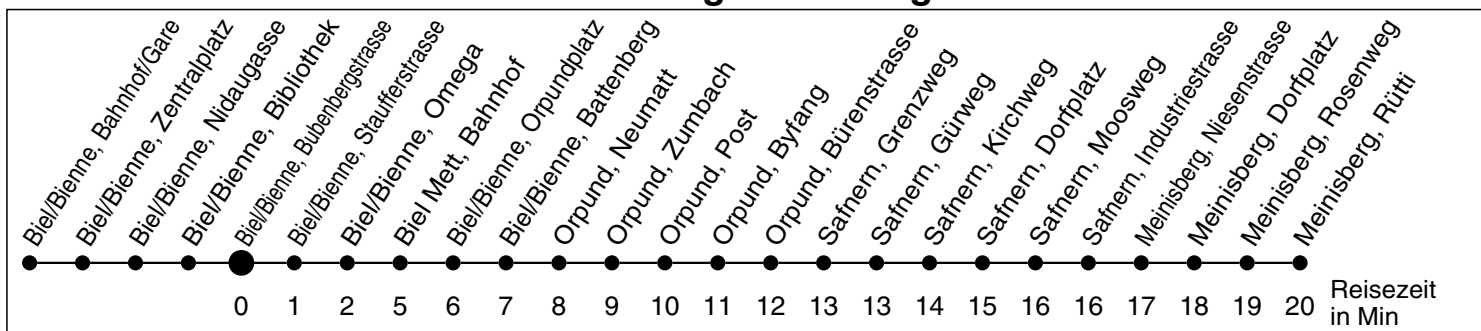 Biel/Bienne, Bahnhof/Gare
Biel/Bienne, Zentralplatz
Biel/Bienne, Nidaugasse
Biel/Bienne, Bibliothek
Biel/Bienne, Bubenbergstrasse
Biel/Bienne, Staufferstrasse
Biel/Bienne, Omega
Biel Mett, Bahnhof
Biel/Bienne, Orpundplatz
Biel/Bienne, Battenberg
Orpund, Neumatt
Orpund, Zumbach
Orpund, Post
Orpund, Byfang
Orpund, Bürenstrasse
Safnern, Grenzweg
Safnern, Gürweg
Safnern, Kirchweg
Safnern, Dorfplatz
Safnern, Moosweg
Safnern, Industriestrasse
Meinisberg, Niesenstrasse
Meinisberg, Dorfplatz
Meinisberg, Rosenweg
Meinisberg, Rütti
0 1 2 5 6 7 8 9 10 11 12 13 13 14 15 16 16 17 18 19 20
Reisezeit
in Min